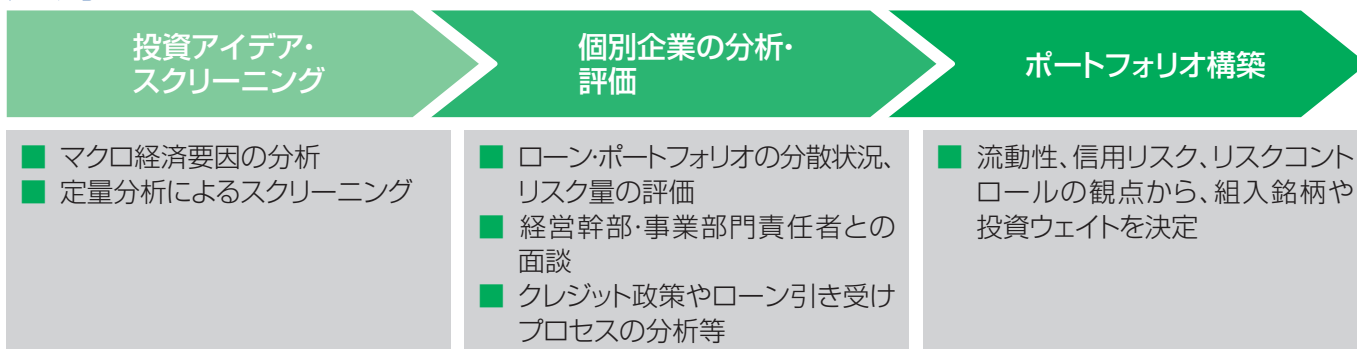 投資アイデア・
スクリーニング
個別企業の分析・
評価
ポートフォリオ構築
■ マクロ経済要因の分析
■ 定量分析によるスクリーニング
■ ローン・ポートフォリオの分散状況、
リスク量の評価
■ 経営幹部・事業部門責任者との
面談
■ クレジット政策やローン引き受け
プロセスの分析等
■ 流動性、信用リスク、リスクコント
ロールの観点から、組入銘柄や
投資ウェイトを決定